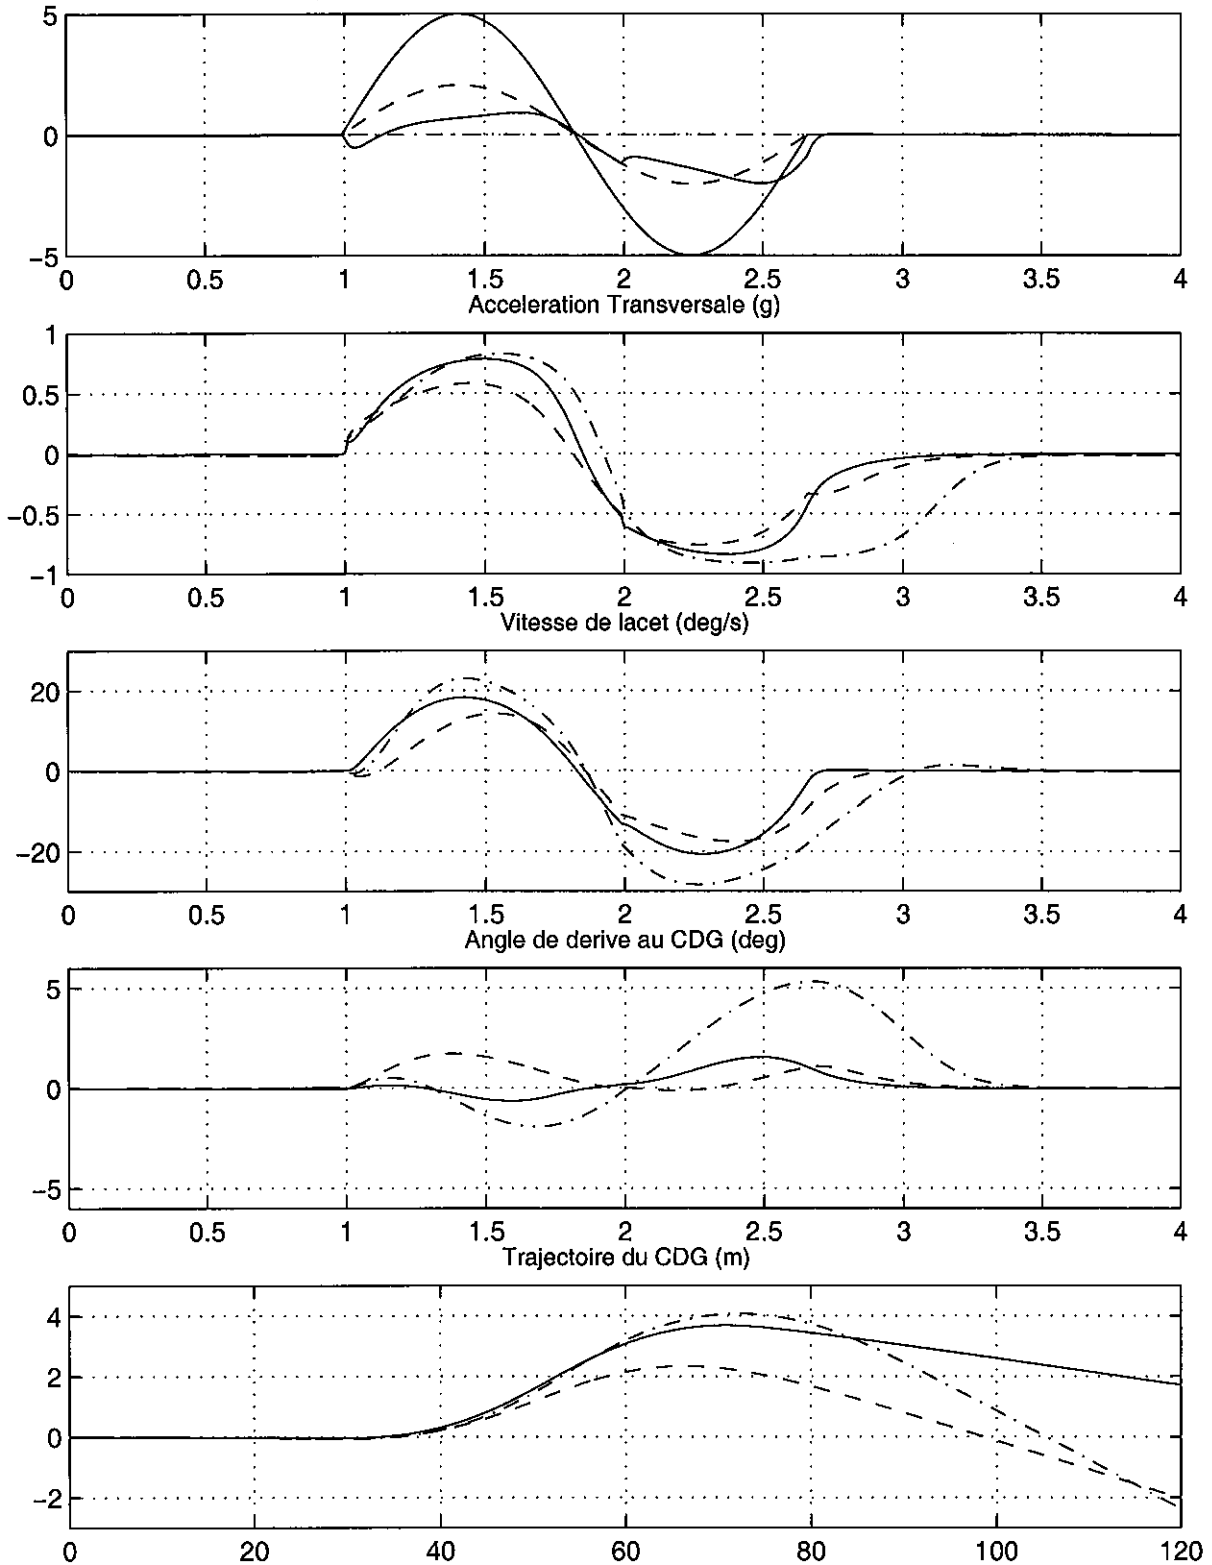 5
0
−5
0 0.5 1 1.5 2 2.5 3 3.5 4
Acceleration Transversale (g)
1
0.5
0
−0.5
−1
0 0.5 1 1.5 2 2.5 3 3.5 4
Vitesse de lacet (deg/s)
20
0
−20
0 0.5 1 1.5 2 2.5 3 3.5 4
Angle de derive au CDG (deg)
5
0
−5
0 0.5 1 1.5 2 2.5 3 3.5 4
Trajectoire du CDG (m)
4
2
0
−2
0 20 40 60 80 100 120